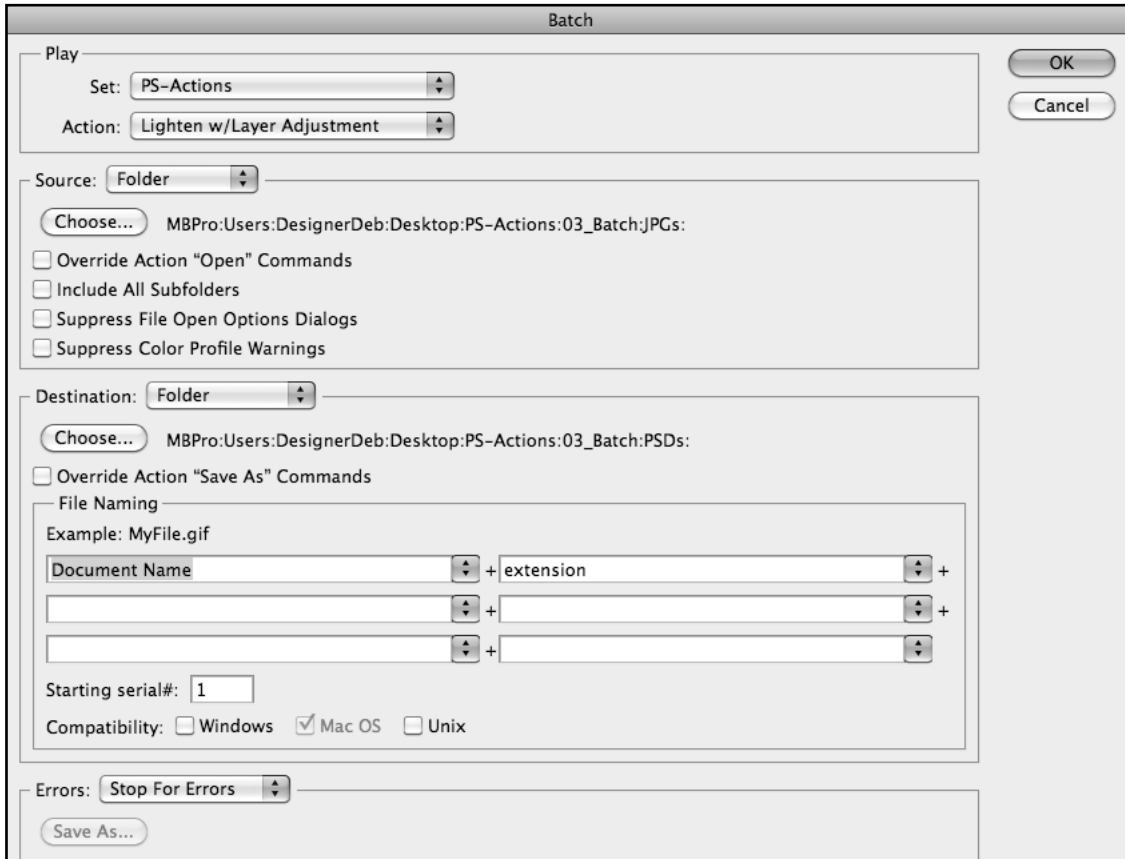 Batch
Play
OK
Set: PS-Actions
Cancel
Action: Lighten w/Layer Adjustment
Source: Folder
Choose... MBPro:Users:DesignerDeb:Desktop:PS-Actions:03_Batch:JPGs:
Override Action “Open” Commands
Include All Subfolders
Suppress File Open Options Dialogs
Suppress Color Profile Warnings
Destination: Folder
Choose... MBPro:Users:DesignerDeb:Desktop:PS-Actions:03_Batch:PSDs:
Override Action “Save As” Commands
File Naming
Example: MyFile.gif
Document Name + extension +
+ +
+
Starting serial#: 1
Compatibility: Windows Mac OS Unix
Errors: Stop For Errors
Save As...